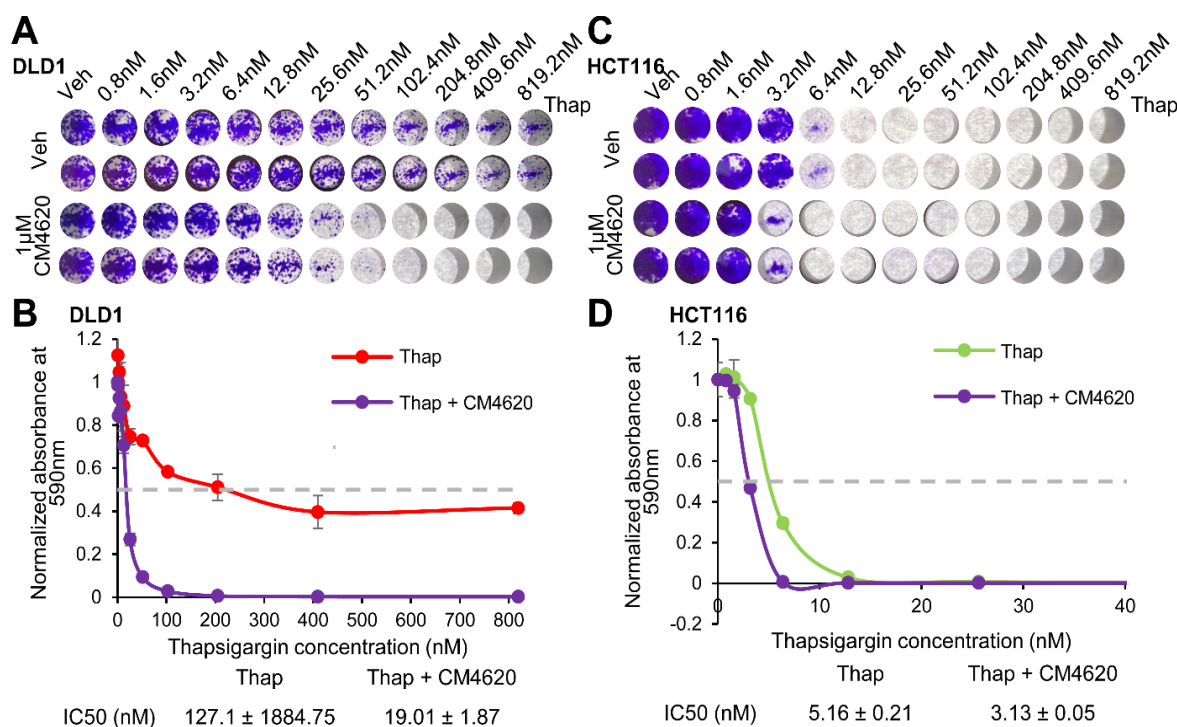 A
DLD1
Veh 0.8nM 1.6nM 3.2nM 6.4nM 12.8nM 25.6nM 51.2nM 102.4nM 204.8nM 409.6nM 819.2nM
Thap
Veh
1µM
CM4620
B DLD1
Normalized absorbance at
590nm
1.2
1
0.8
0.6
0.4
0.2
0
0 100 200 300 400 500 600 700 800
Thap
Thap + CM4620
Thapsigargin concentration (nM)
Thap Thap + CM4620
IC50 (nM) 127.1 ± 1884.75 19.01 ± 1.87
C
HCT116
Veh 0.8nM 1.6nM 3.2nM 6.4nM 12.8nM 25.6nM 51.2nM 102.4nM 204.8nM 409.6nM 819.2nM
Thap
Veh
1µM
CM4620
D HCT116
Normalized absorbance at
590nm
1.2
1
0.8
0.6
0.4
0.2
0
-0.2
0 10 20 30 40
Thap
Thap + CM4620
Thapsigargin concentration (nM)
Thap Thap + CM4620
IC50 (nM) 5.16 ± 0.21 3.13 ± 0.05